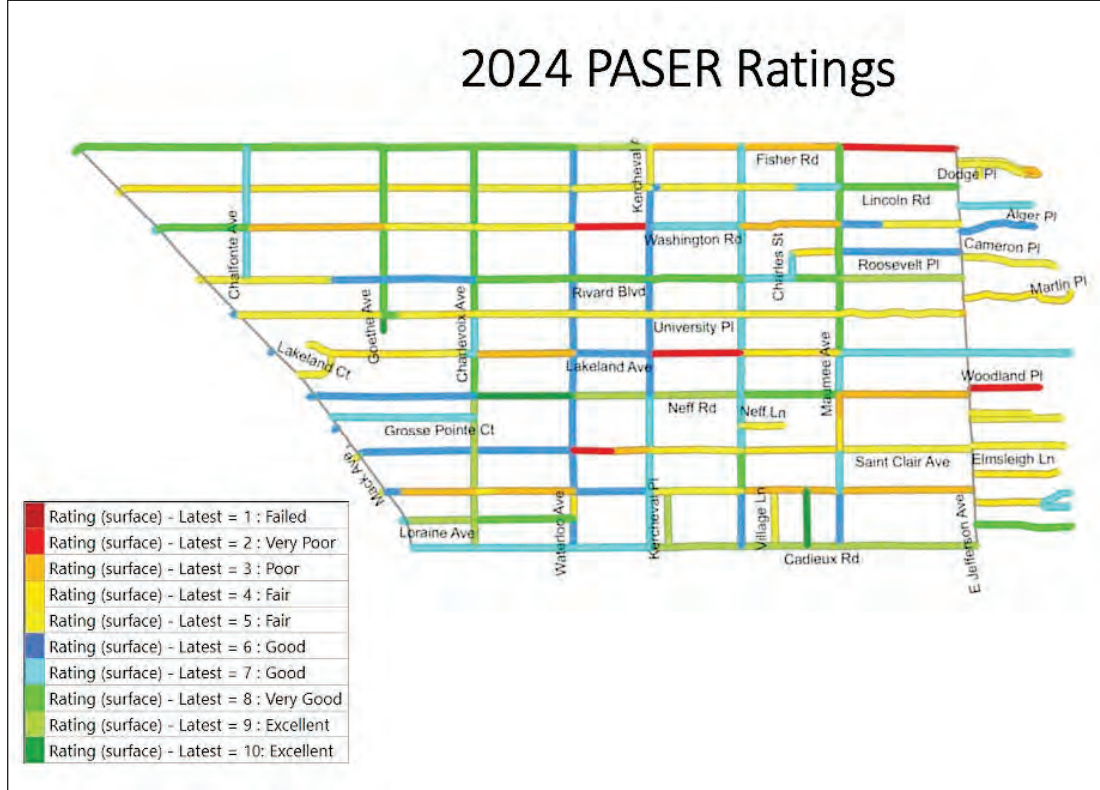 2024 PASER Ratings
Fisher Rd
Dodge Pl
Kercheval
Lincoln Rd
Alger Pl
Washington Rd
Charles St
Cameron Pl
Chalfonte Ave
Roosevelt Pl
Martin Pl
Rivard Blvd
Goethe Ave
Charlevoix Ave
University Pl
Lakeland Ct
Lakeland Ave
Maumee Ave
Woodland Pl
Neff Rd
Neff Ln
Grosse Pointe Ct
Mack Ave
Saint Clair Ave
Elmsleigh Ln
Waterloo Ave
Kercheval Pl
Village Ln
E Jefferson Ave
Loraine Ave
Cadieux Rd
Rating (surface) - Latest = 1 : Failed
Rating (surface) - Latest = 2 : Very Poor
Rating (surface) - Latest = 3 : Poor
Rating (surface) - Latest = 4 : Fair
Rating (surface) - Latest = 5 : Fair
Rating (surface) - Latest = 6 : Good
Rating (surface) - Latest = 7 : Good
Rating (surface) - Latest = 8 : Very Good
Rating (surface) - Latest = 9 : Excellent
Rating (surface) - Latest = 10: Excellent